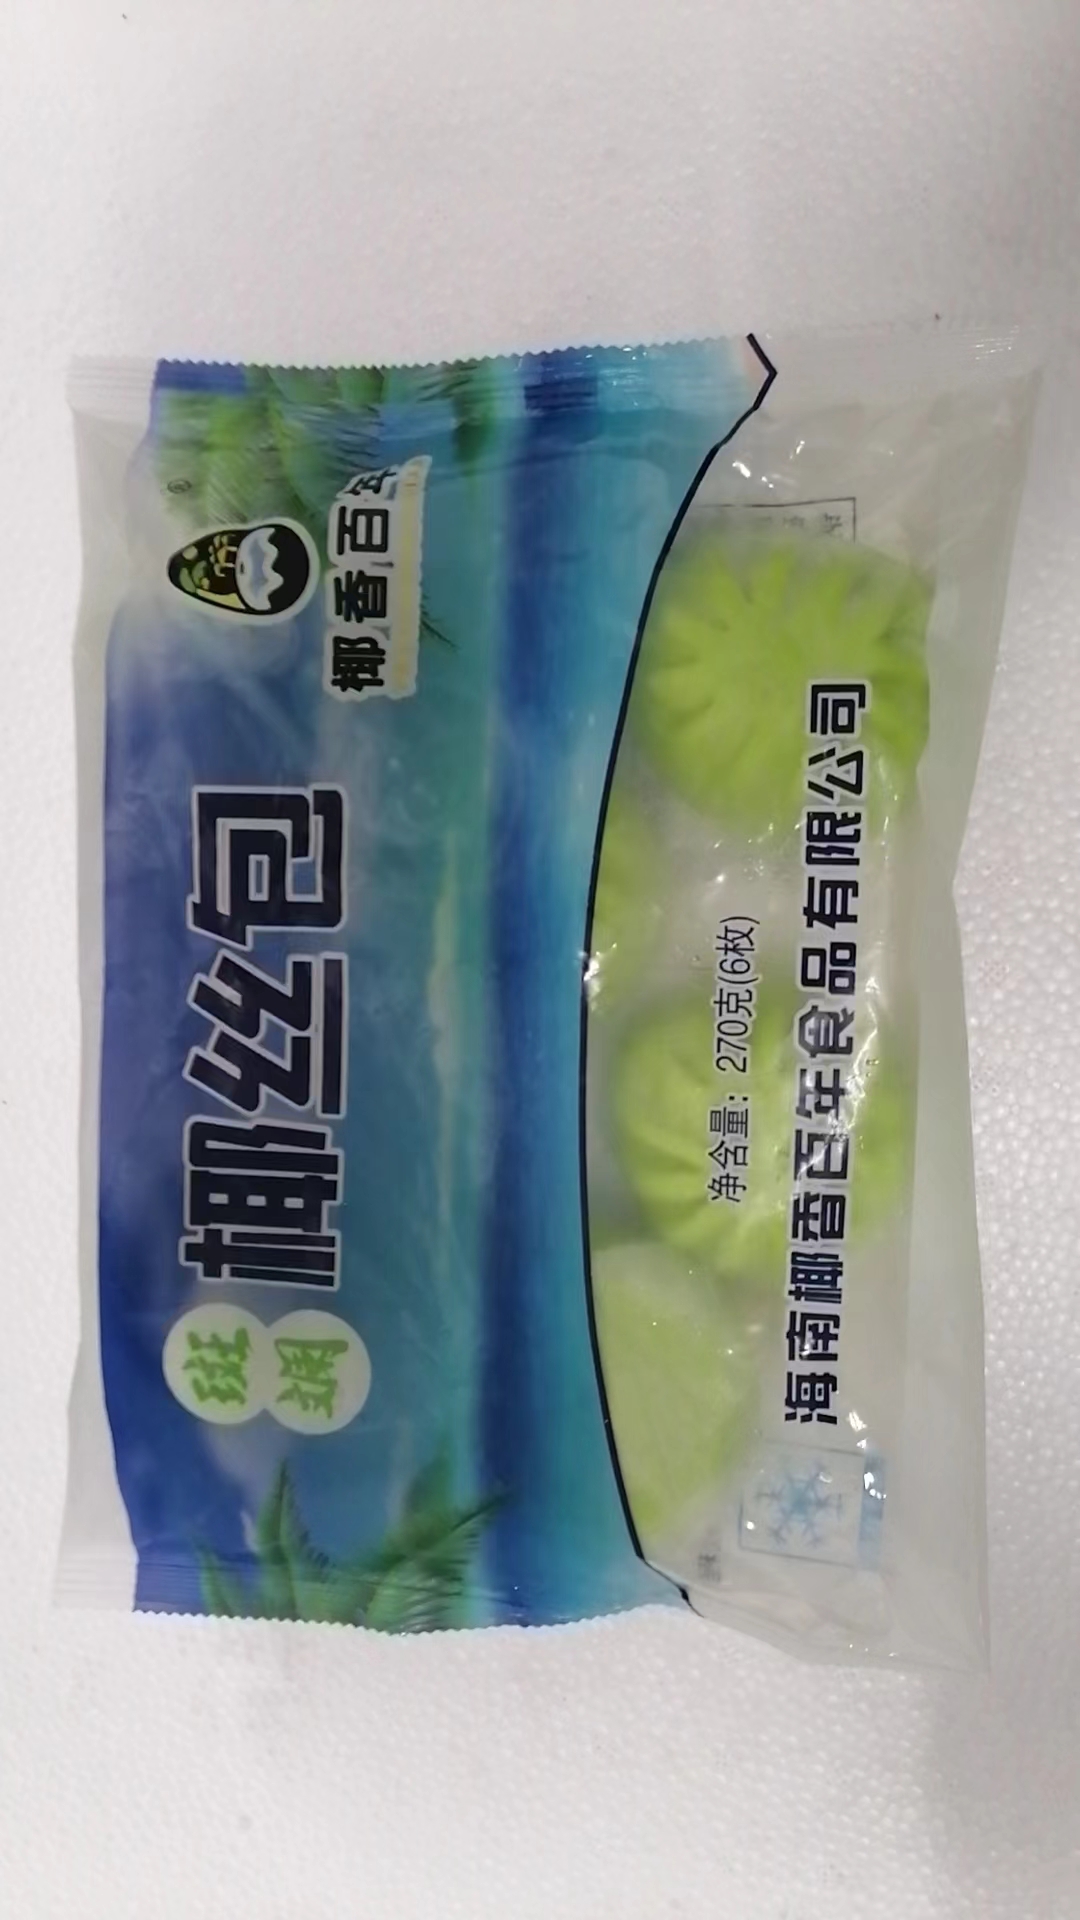 椰香百年
®
斑斓
椰丝包
净含量：270克(6枚)
海南椰香百年食品有限公司